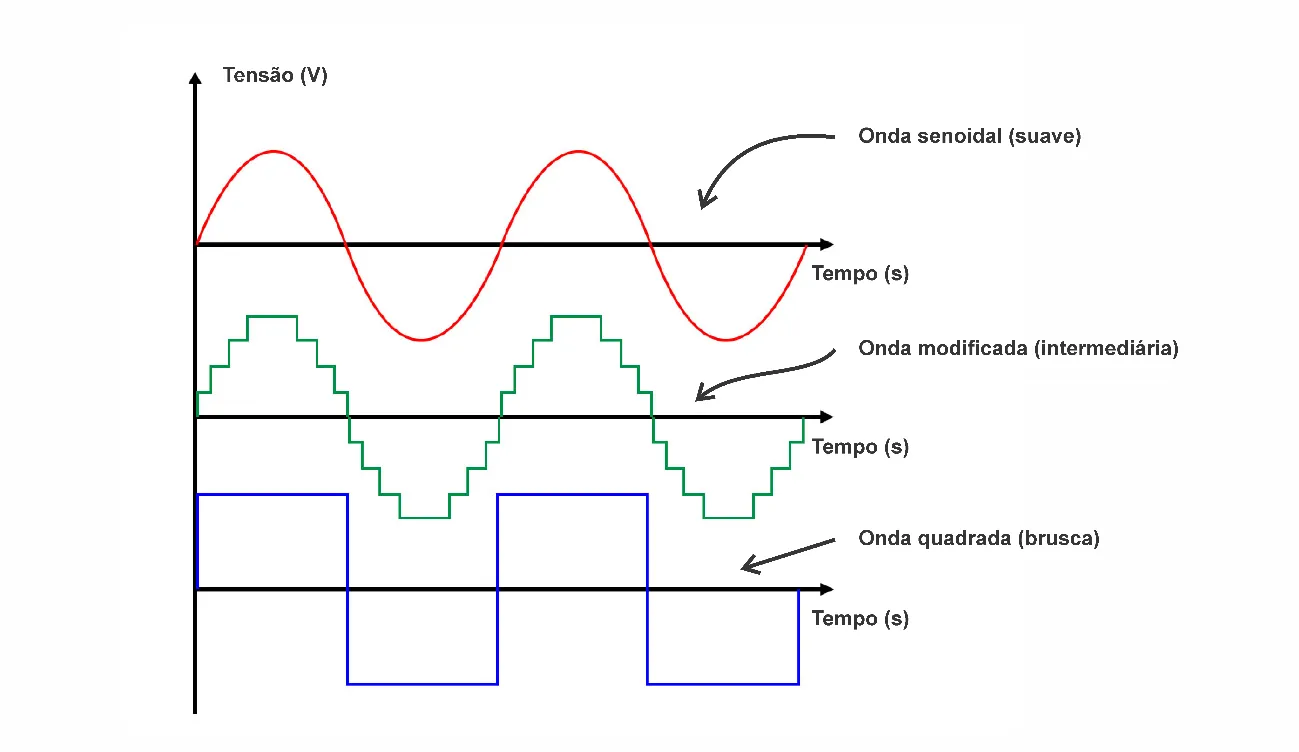 Tensão (V)
Onda senoidal (suave)
Tempo (s)
Onda modificada (intermediária)
Tempo (s)
Onda quadrada (brusca)
Tempo (s)